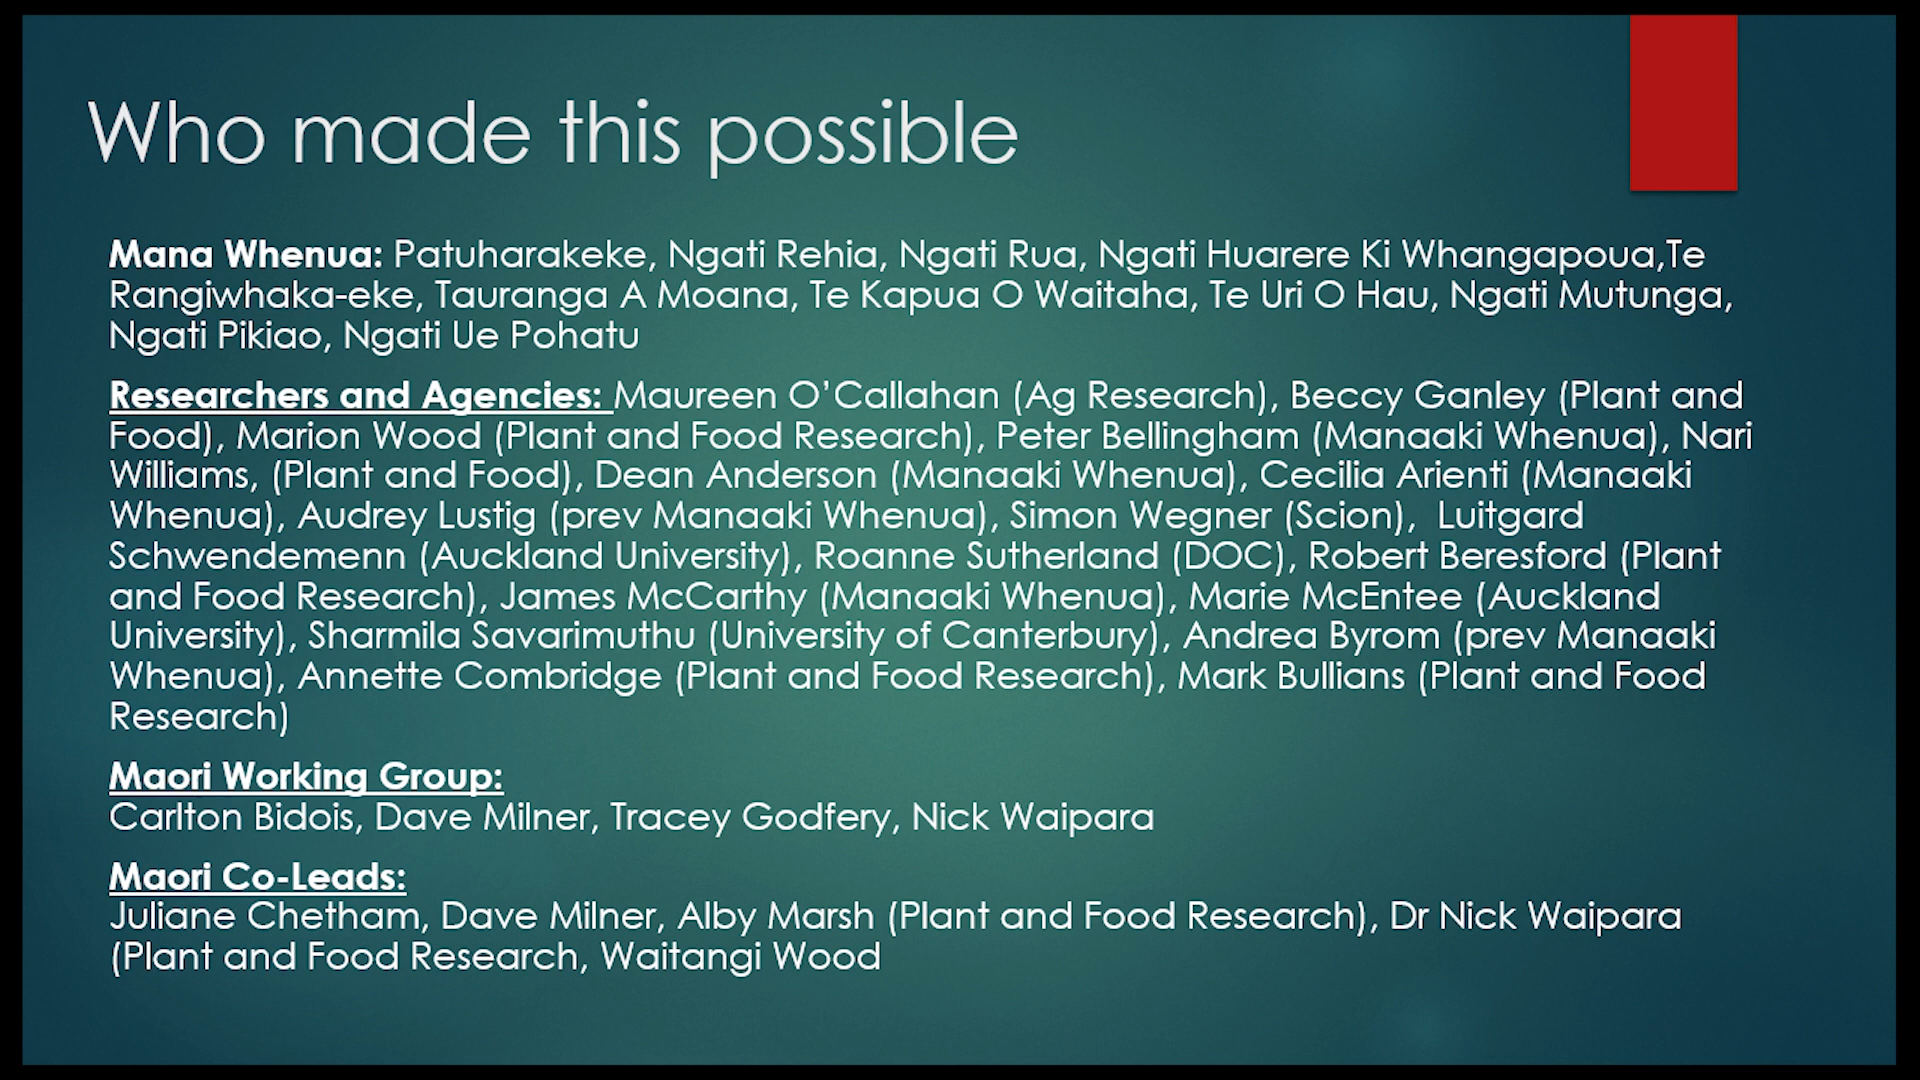 Who made this possible
Mana Whenua: Patuharakeke, Ngati Rehia, Ngati Rua, Ngati Huarere Ki Whangapoua,Te
Rangiwhaka-eke, Tauranga A Moana, Te Kapua O Waitaha, Te Uri O Hau, Ngati Mutunga,
Ngati Pikiao, Ngati Ue Pohatu
Researchers and Agencies: Maureen O’Callahan (Ag Research), Beccy Ganley (Plant and
Food), Marion Wood (Plant and Food Research), Peter Bellingham (Manaaki Whenua), Nari
Williams, (Plant and Food), Dean Anderson (Manaaki Whenua), Cecilia Arienti (Manaaki
Whenua), Audrey Lustig (prev Manaaki Whenua), Simon Wegner (Scion),  Luitgard
Schwendemenn (Auckland University), Roanne Sutherland (DOC), Robert Beresford (Plant
and Food Research), James McCarthy (Manaaki Whenua), Marie McEntee (Auckland
University), Sharmila Savarimuthu (University of Canterbury), Andrea Byrom (prev Manaaki
Whenua), Annette Combridge (Plant and Food Research), Mark Bullians (Plant and Food
Research)
Maori Working Group:
Carlton Bidois, Dave Milner, Tracey Godfery, Nick Waipara
Maori Co-Leads:
Juliane Chetham, Dave Milner, Alby Marsh (Plant and Food Research), Dr Nick Waipara
(Plant and Food Research, Waitangi Wood